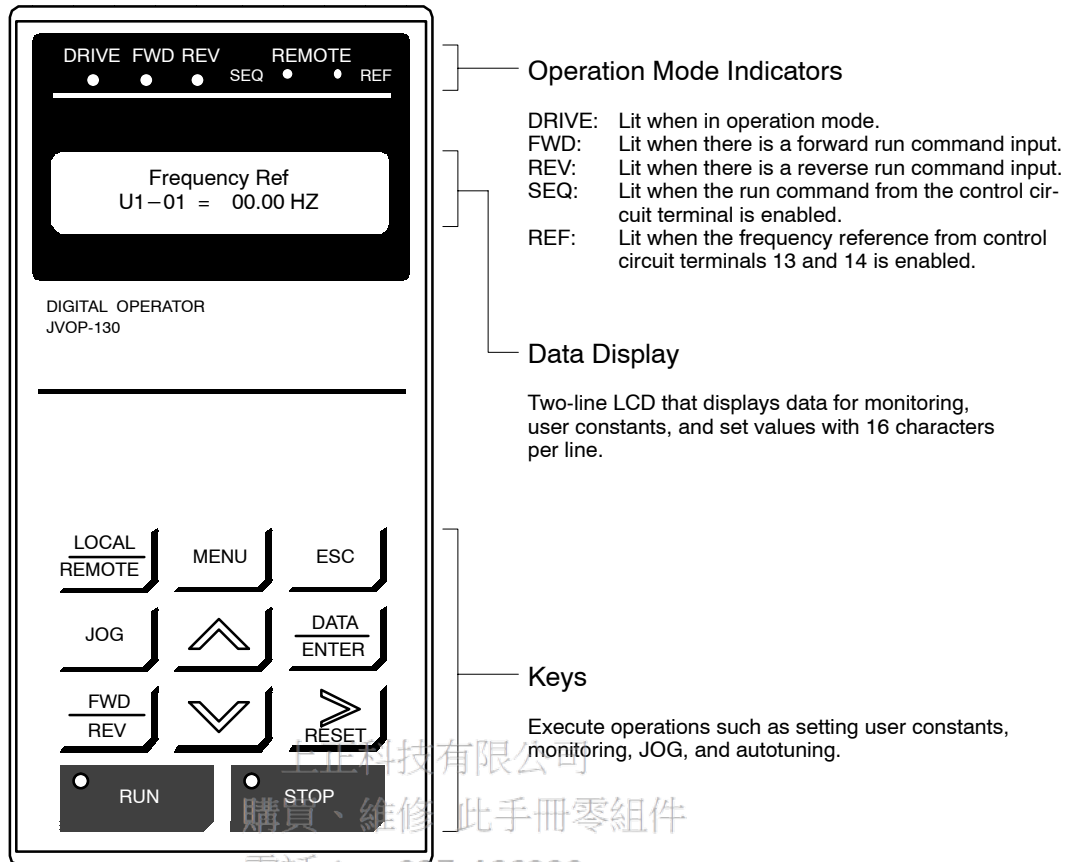 DRIVE FWD REV REMOTE
SEQ REF
Frequency Ref
U1−01 = 00.00 HZ
DIGITAL OPERATOR
JVOP-130
LOCAL
REMOTE
MENU
ESC
JOG
DATA
ENTER
FWD
REV
RESET
RUN
STOP
Operation Mode Indicators
DRIVE: Lit when in operation mode.
FWD: Lit when there is a forward run command input.
REV: Lit when there is a reverse run command input.
SEQ: Lit when the run command from the control cir-
cuit terminal is enabled.
REF: Lit when the frequency reference from control
circuit terminals 13 and 14 is enabled.
Data Display
Two-line LCD that displays data for monitoring,
user constants, and set values with 16 characters
per line.
Keys
Execute operations such as setting user constants,
monitoring, JOG, and autotuning.
上正科技有限公司
購買、維修 此手冊零組件